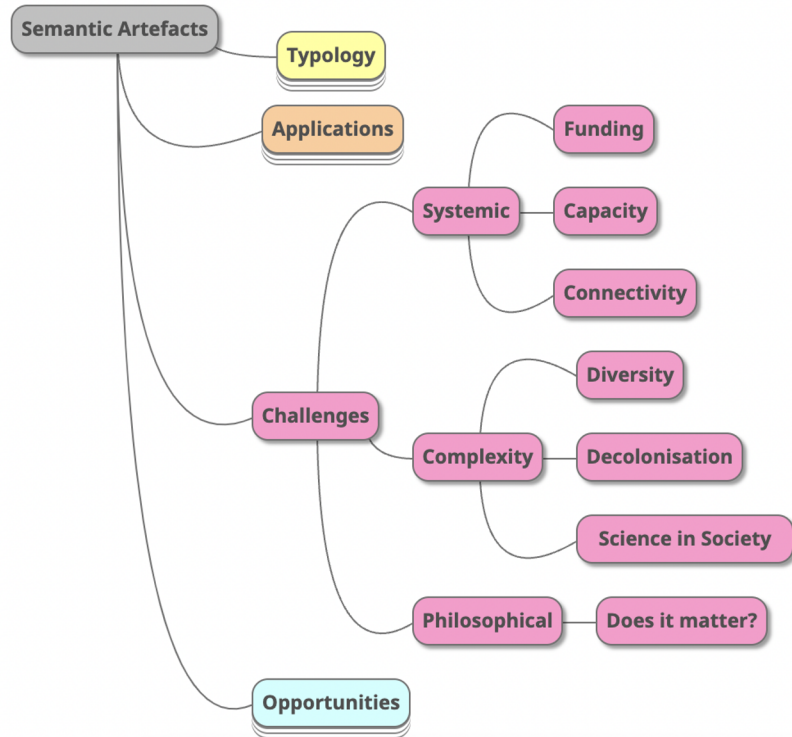 Semantic Artefacts
Typology
Applications
Challenges
Systemic
Funding
Capacity
Connectivity
Complexity
Diversity
Decolonisation
Science in Society
Philosophical
Does it matter?
Opportunities